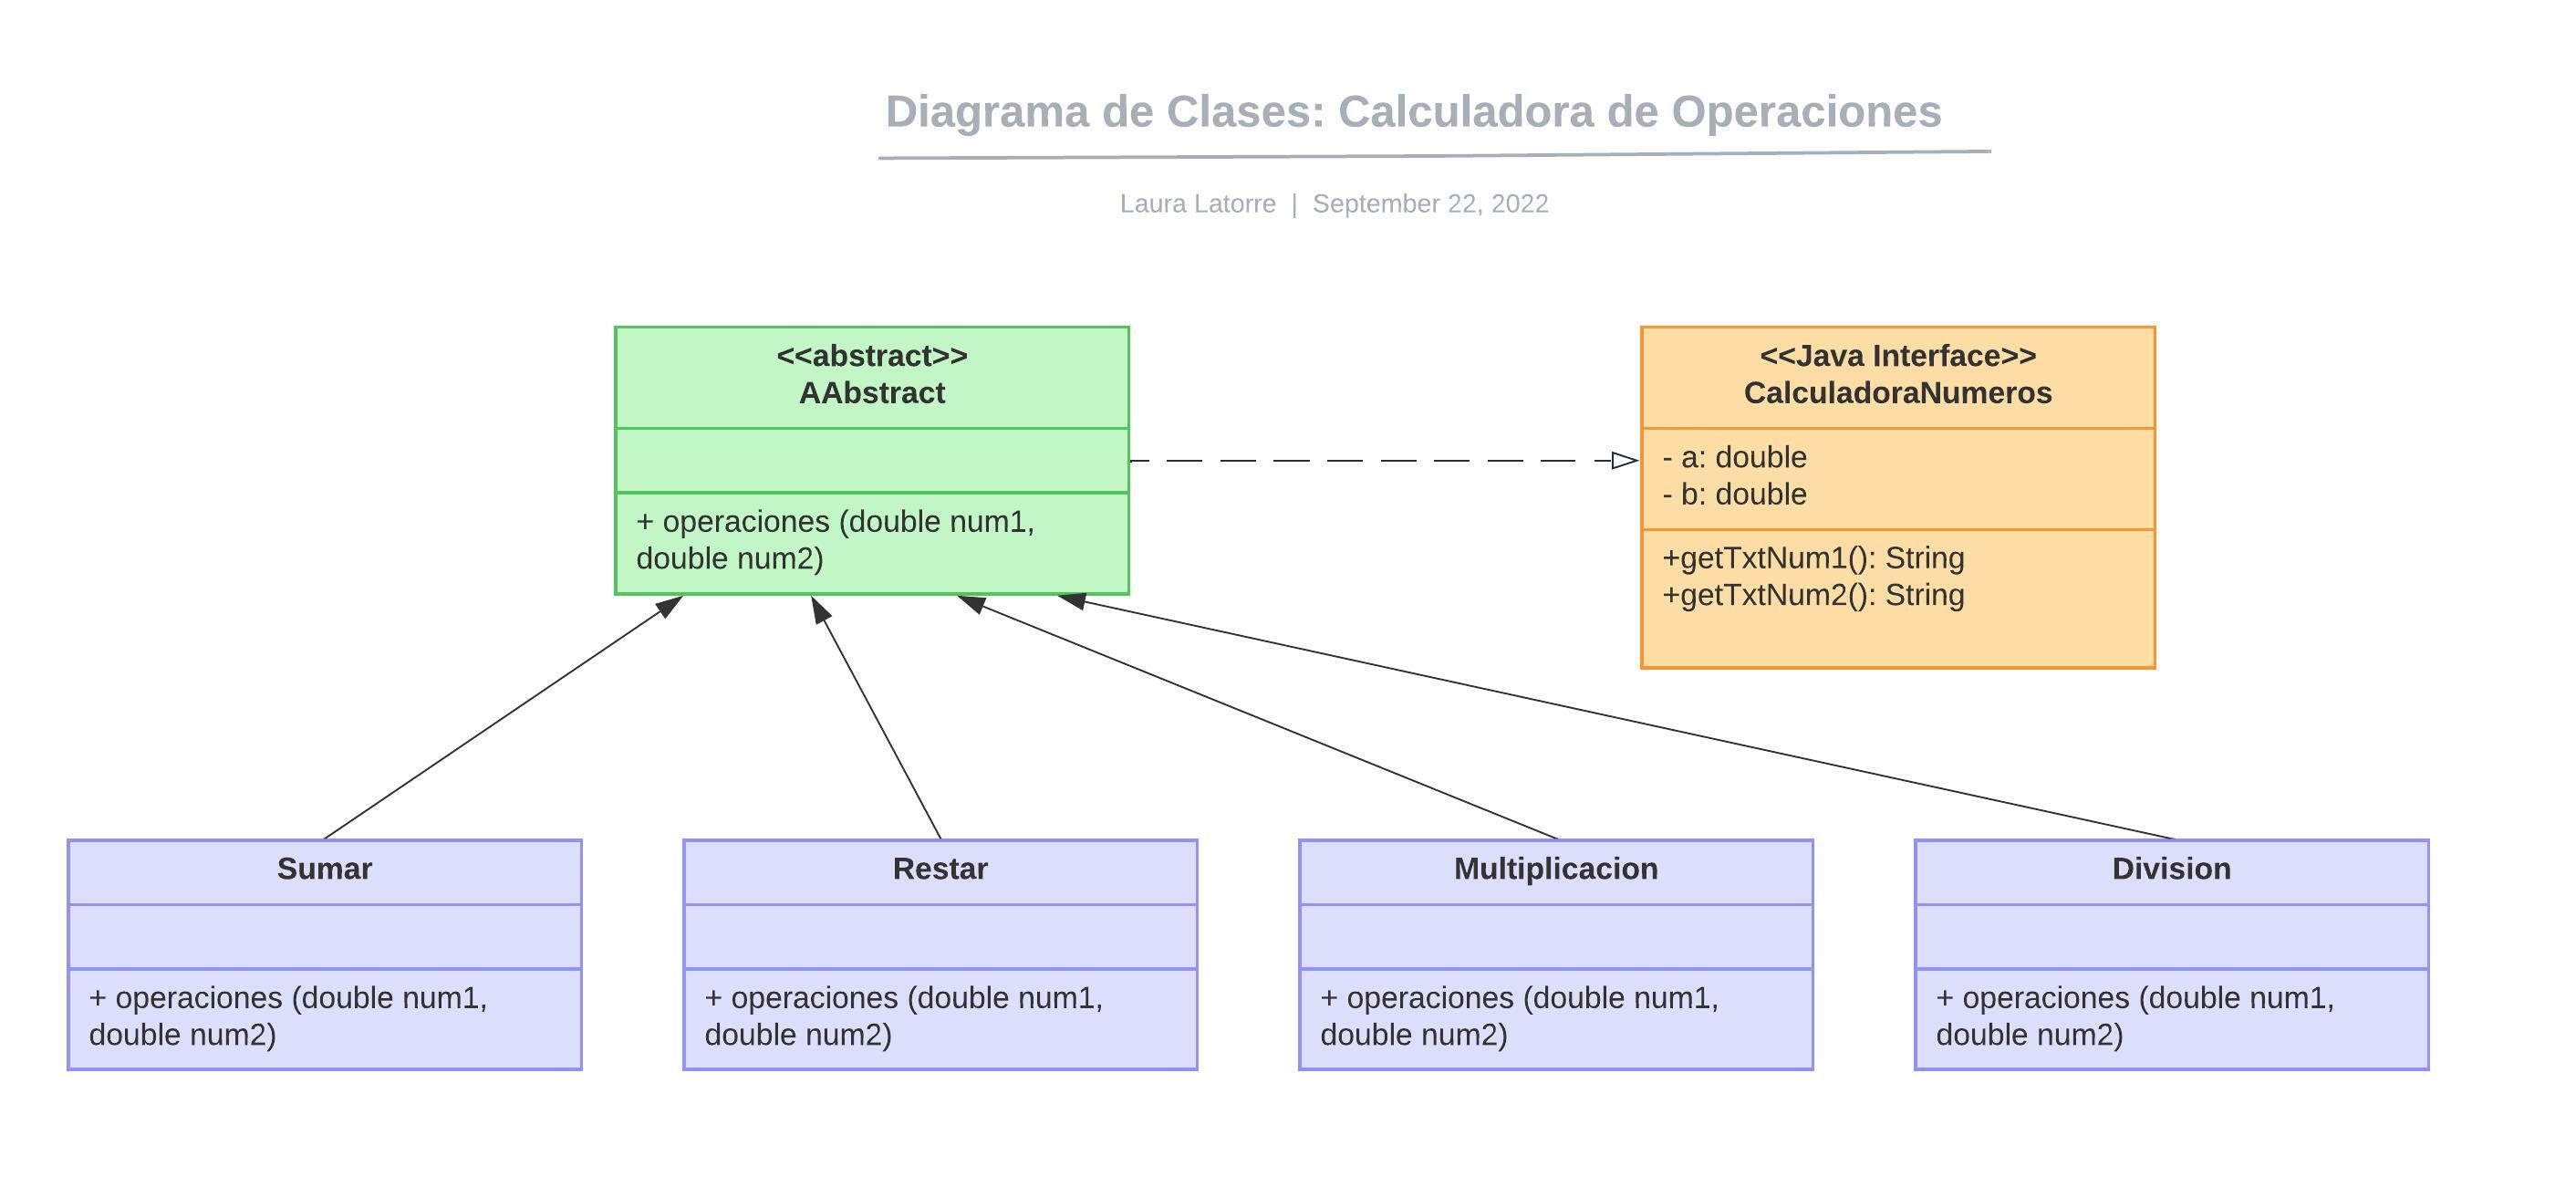 Diagrama de Clases: Calculadora de Operaciones
Laura Latorre | September 22, 2022
<<abstract>>
AAbstract
+ operaciones (double num1,
double num2)
<<Java Interface>>
CalculadoraNumeros
- a: double
- b: double
+getTxtNum1(): String
+getTxtNum2(): String
Sumar
+ operaciones (double num1,
double num2)
Restar
+ operaciones (double num1,
double num2)
Multiplicacion
+ operaciones (double num1,
double num2)
Division
+ operaciones (double num1,
double num2)